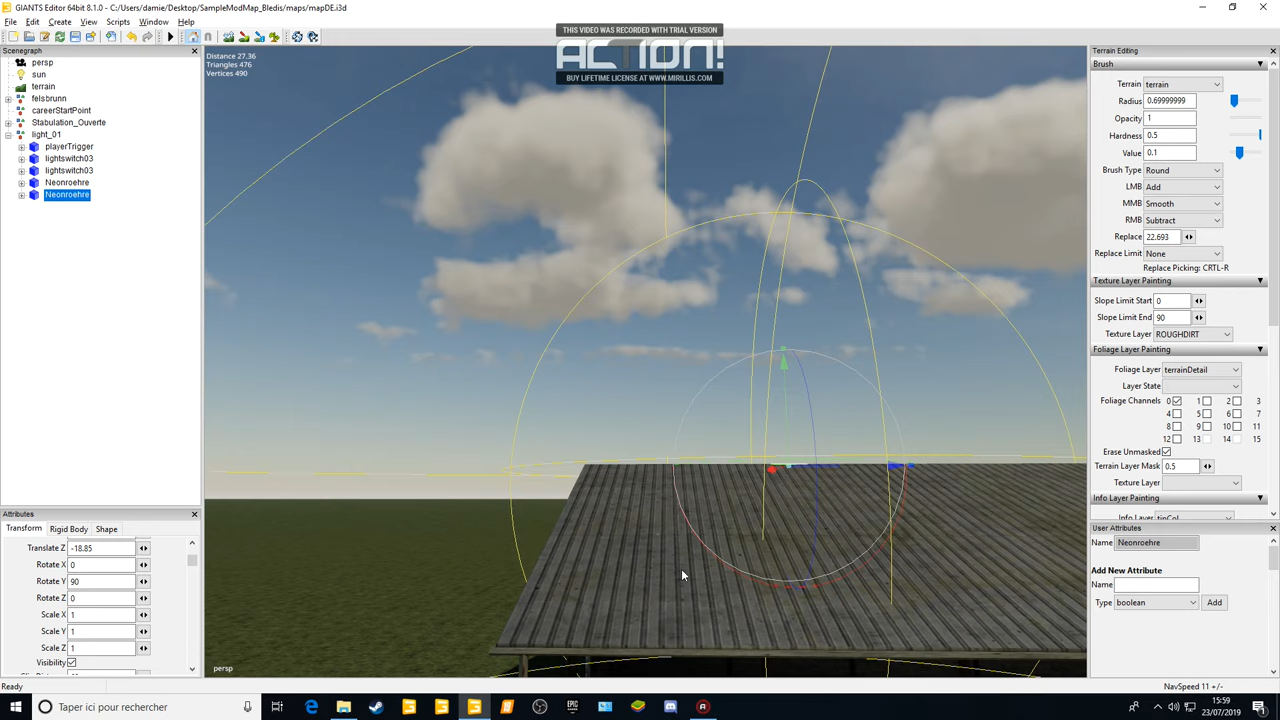 GIANTS Editor 64bit 8.1.0 - C:/Users/damie/Desktop/SampleModMap_Bledis/maps/mapDE.i3d
File Edit Create View Scripts Window Help
THIS VIDEO WAS RECORDED WITH TRIAL VERSION
ACTION!
BUY LIFETIME LICENSE AT WWW.MIRILLIS.COM
Scenegraph
persp
sun
terrain
felsbrunn
careerStartPoint
Stabulation_Ouverte
light_01
playerTrigger
lightswitch03
lightswitch03
Neonroehre
Neonroehre
Attributes
Transform Rigid Body Shape
Translate Z -18.85
Rotate X 0
Rotate Y 90
Rotate Z 0
Scale X 1
Scale Y 1
Scale Z 1
Visibility
Distance 27.36
Triangles 476
Vertices 490
persp
Terrain Editing
Brush
Terrain terrain
Radius 0.69999999
Opacity 1
Hardness 0.5
Value 0.1
Brush Type Round
LMB Add
MMB Smooth
RMB Subtract
Replace 22.693
Replace Limit None
Replace Picking: CRTL-R
Texture Layer Painting
Slope Limit Start 0
Slope Limit End 90
Texture Layer ROUGHDIRT
Foliage Layer Painting
Foliage Layer terrainDetail
Layer State
Foliage Channels 0 1 2 3
4 5 6 7
8 9 10 11
12 13 14 15
Erase Unmasked
Terrain Layer Mask 0.5
Texture Layer
Info Layer Painting
Info Layer tipCol
User Attributes
Name Neonroehre
Add New Attribute
Name
Type boolean Add
Ready
NavSpeed 11 +/-
Taper ici pour rechercher
15:59
23/07/2019